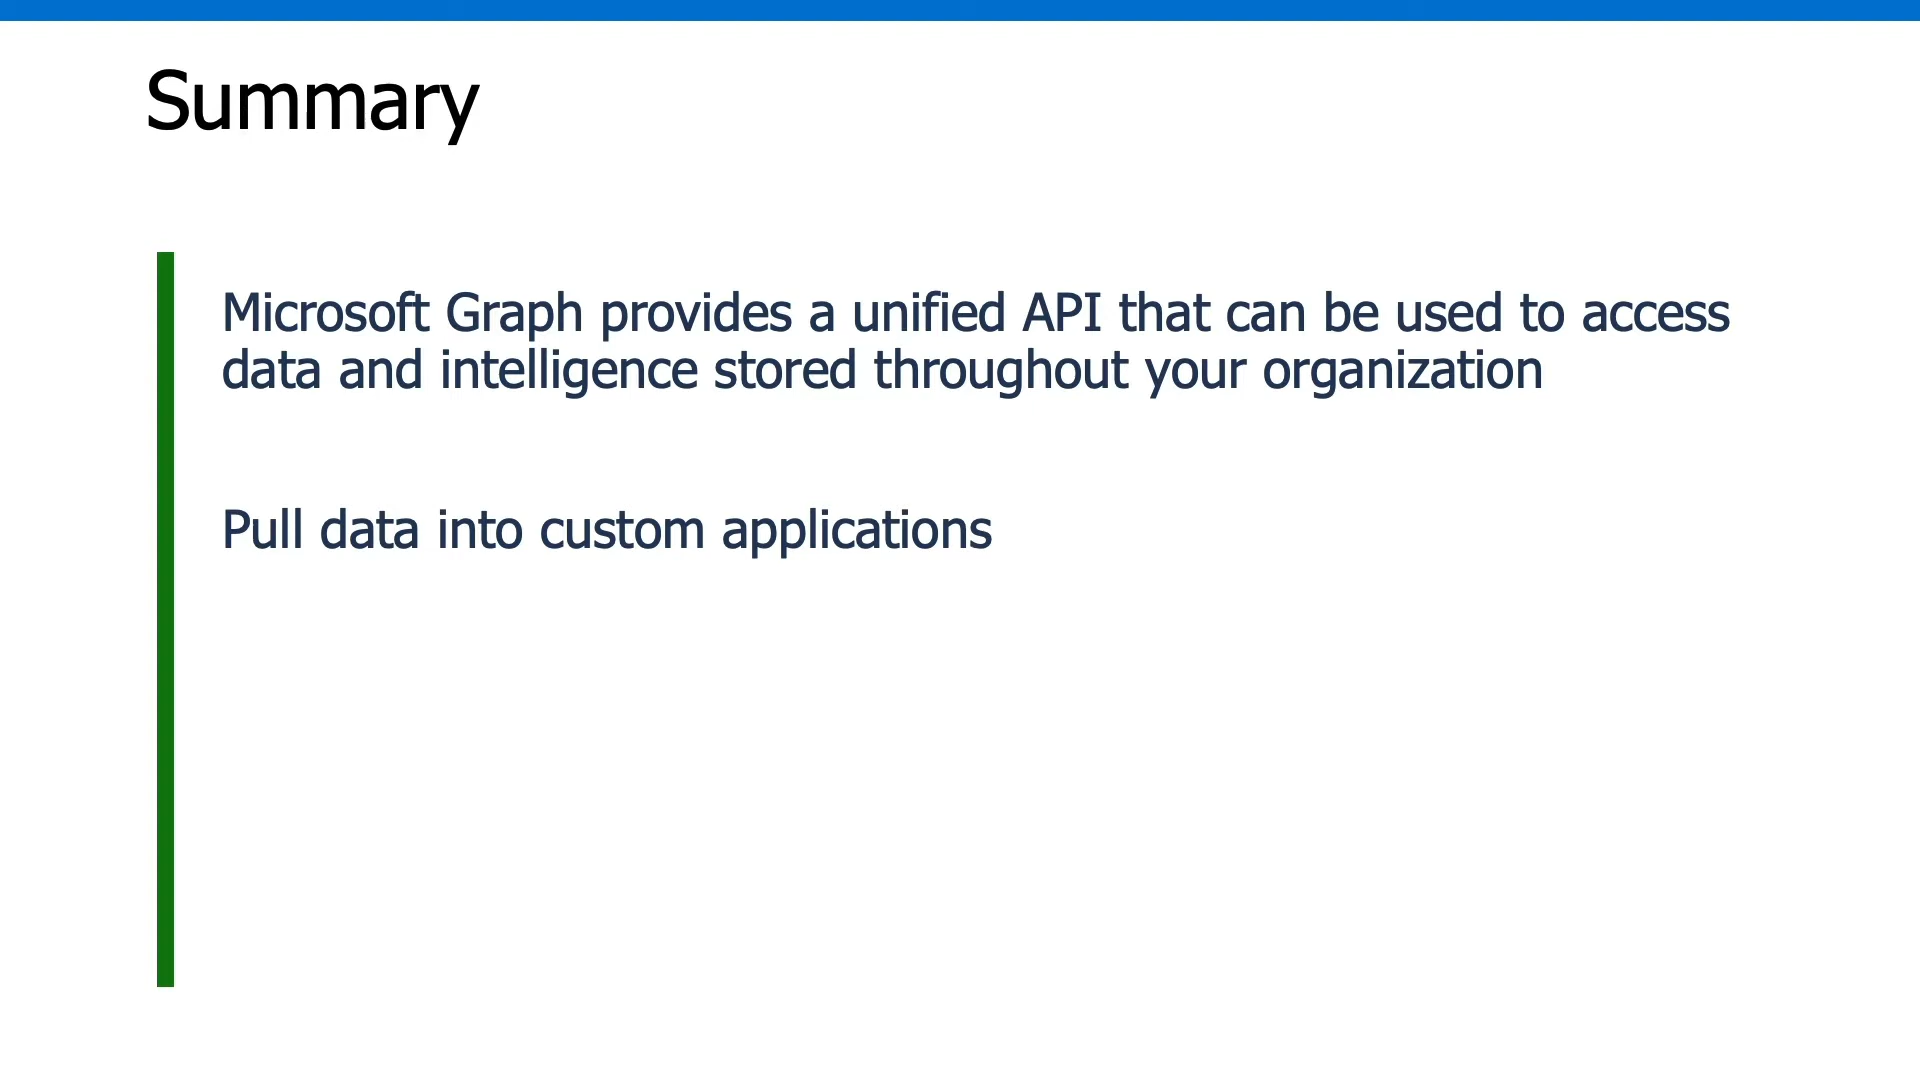 Summary
Microsoft Graph provides a unified API that can be used to access
data and intelligence stored throughout your organization
Pull data into custom applications